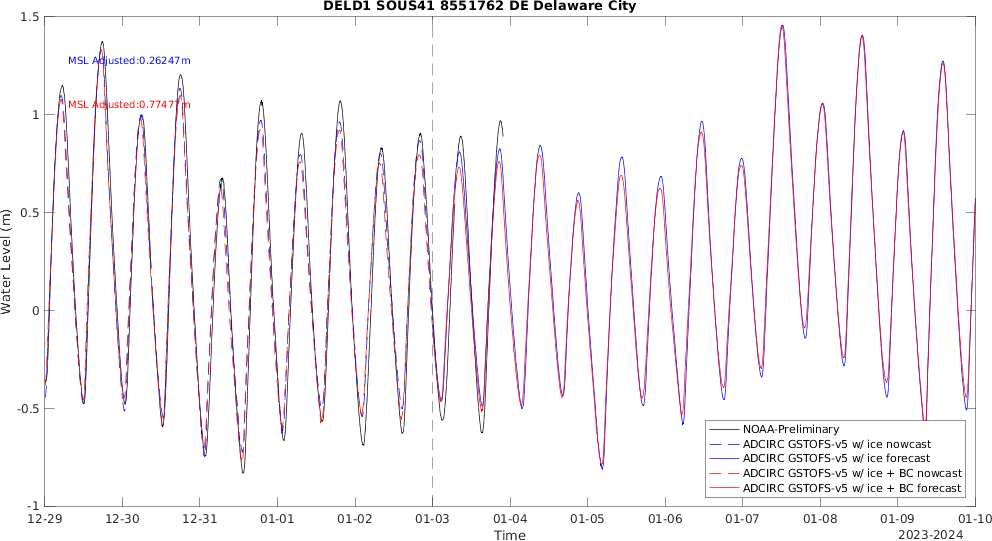 DELD1 SOUS41 8551762 DE Delaware City
MSL Adjusted:0.26247m
MSL Adjusted:0.77477m
Water Level (m)
1.5
1
0.5
0
-0.5
-1
12-29 12-30 12-31 01-01 01-02 01-03 01-04 01-05 01-06 01-07 01-08 01-09 01-10
Time
2023-2024
NOAA-Preliminary
ADCIRC GSTOFS-v5 w/ ice nowcast
ADCIRC GSTOFS-v5 w/ ice forecast
ADCIRC GSTOFS-v5 w/ ice + BC nowcast
ADCIRC GSTOFS-v5 w/ ice + BC forecast